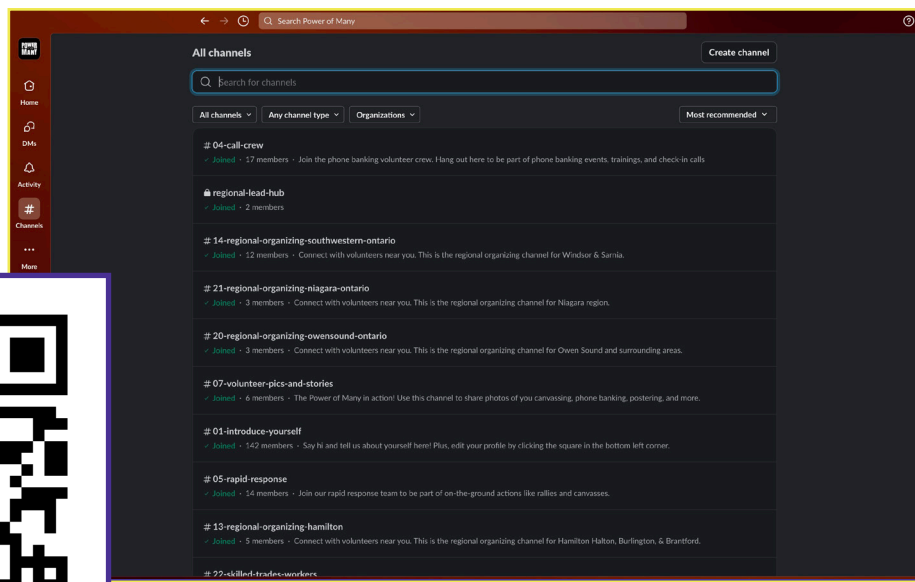 Search Power of Many
POWER
MANY
Home
DMs
Activity
Channels
More
All channels
Create channel
Search for channels
All channels
Any channel type
Organizations
Most recommended
# 04-call-crew
✓ Joined · 17 members · Join the phone banking volunteer crew. Hang out here to be part of phone banking events, trainings, and check-in calls
regional-lead-hub
✓ Joined · 2 members
# 14-regional-organizing-southwestern-ontario
✓ Joined · 12 members · Connect with volunteers near you. This is the regional organizing channel for Windsor & Sarnia.
# 21-regional-organizing-niagara-ontario
✓ Joined · 3 members · Connect with volunteers near you. This is the regional organizing channel for Niagara region.
# 20-regional-organizing-owensound-ontario
✓ Joined · 3 members · Connect with volunteers near you. This is the regional organizing channel for Owen Sound and surrounding areas.
# 07-volunteer-pics-and-stories
✓ Joined · 6 members · The Power of Many in action! Use this channel to share photos of you canvassing, phone banking, postering, and more.
# 01-introduce-yourself
✓ Joined · 142 members · Say hi and tell us about yourself here! Plus, edit your profile by clicking the square in the bottom left corner.
# 05-rapid-response
✓ Joined · 14 members · Join our rapid response team to be part of on-the-ground actions like rallies and canvasses.
# 13-regional-organizing-hamilton
✓ Joined · 5 members · Connect with volunteers near you. This is the regional organizing channel for Hamilton Halton, Burlington, & Brantford.
# 22-skilled-trades-workers